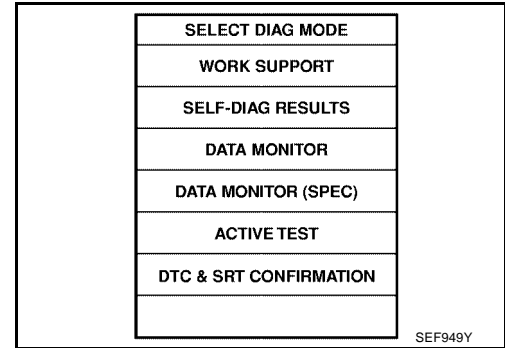 SELECT DIAG MODE
WORK SUPPORT
SELF-DIAG RESULTS
DATA MONITOR
DATA MONITOR (SPEC)
ACTIVE TEST
DTC & SRT CONFIRMATION
SEF949Y